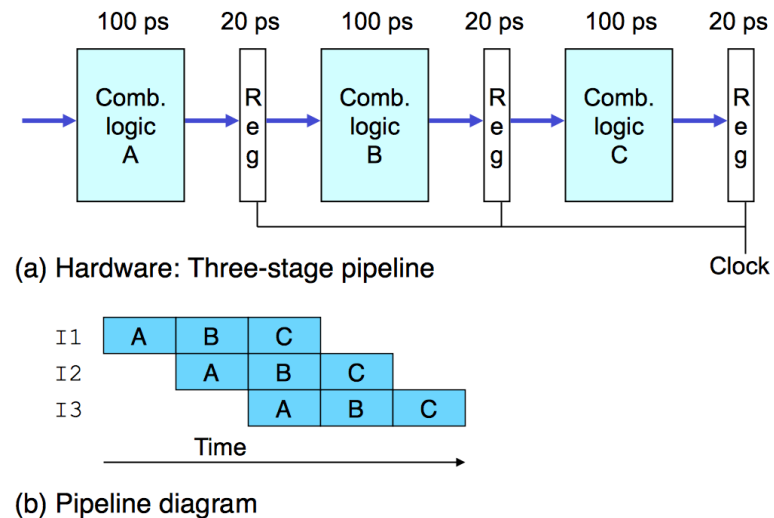 100 ps 20 ps 100 ps 20 ps 100 ps 20 ps
Comb.
logic
A
R
e
g
Comb.
logic
B
R
e
g
Comb.
logic
C
R
e
g
(a) Hardware: Three-stage pipeline
Clock
I1 A B C
I2 A B C
I3 A B C
Time
(b) Pipeline diagram